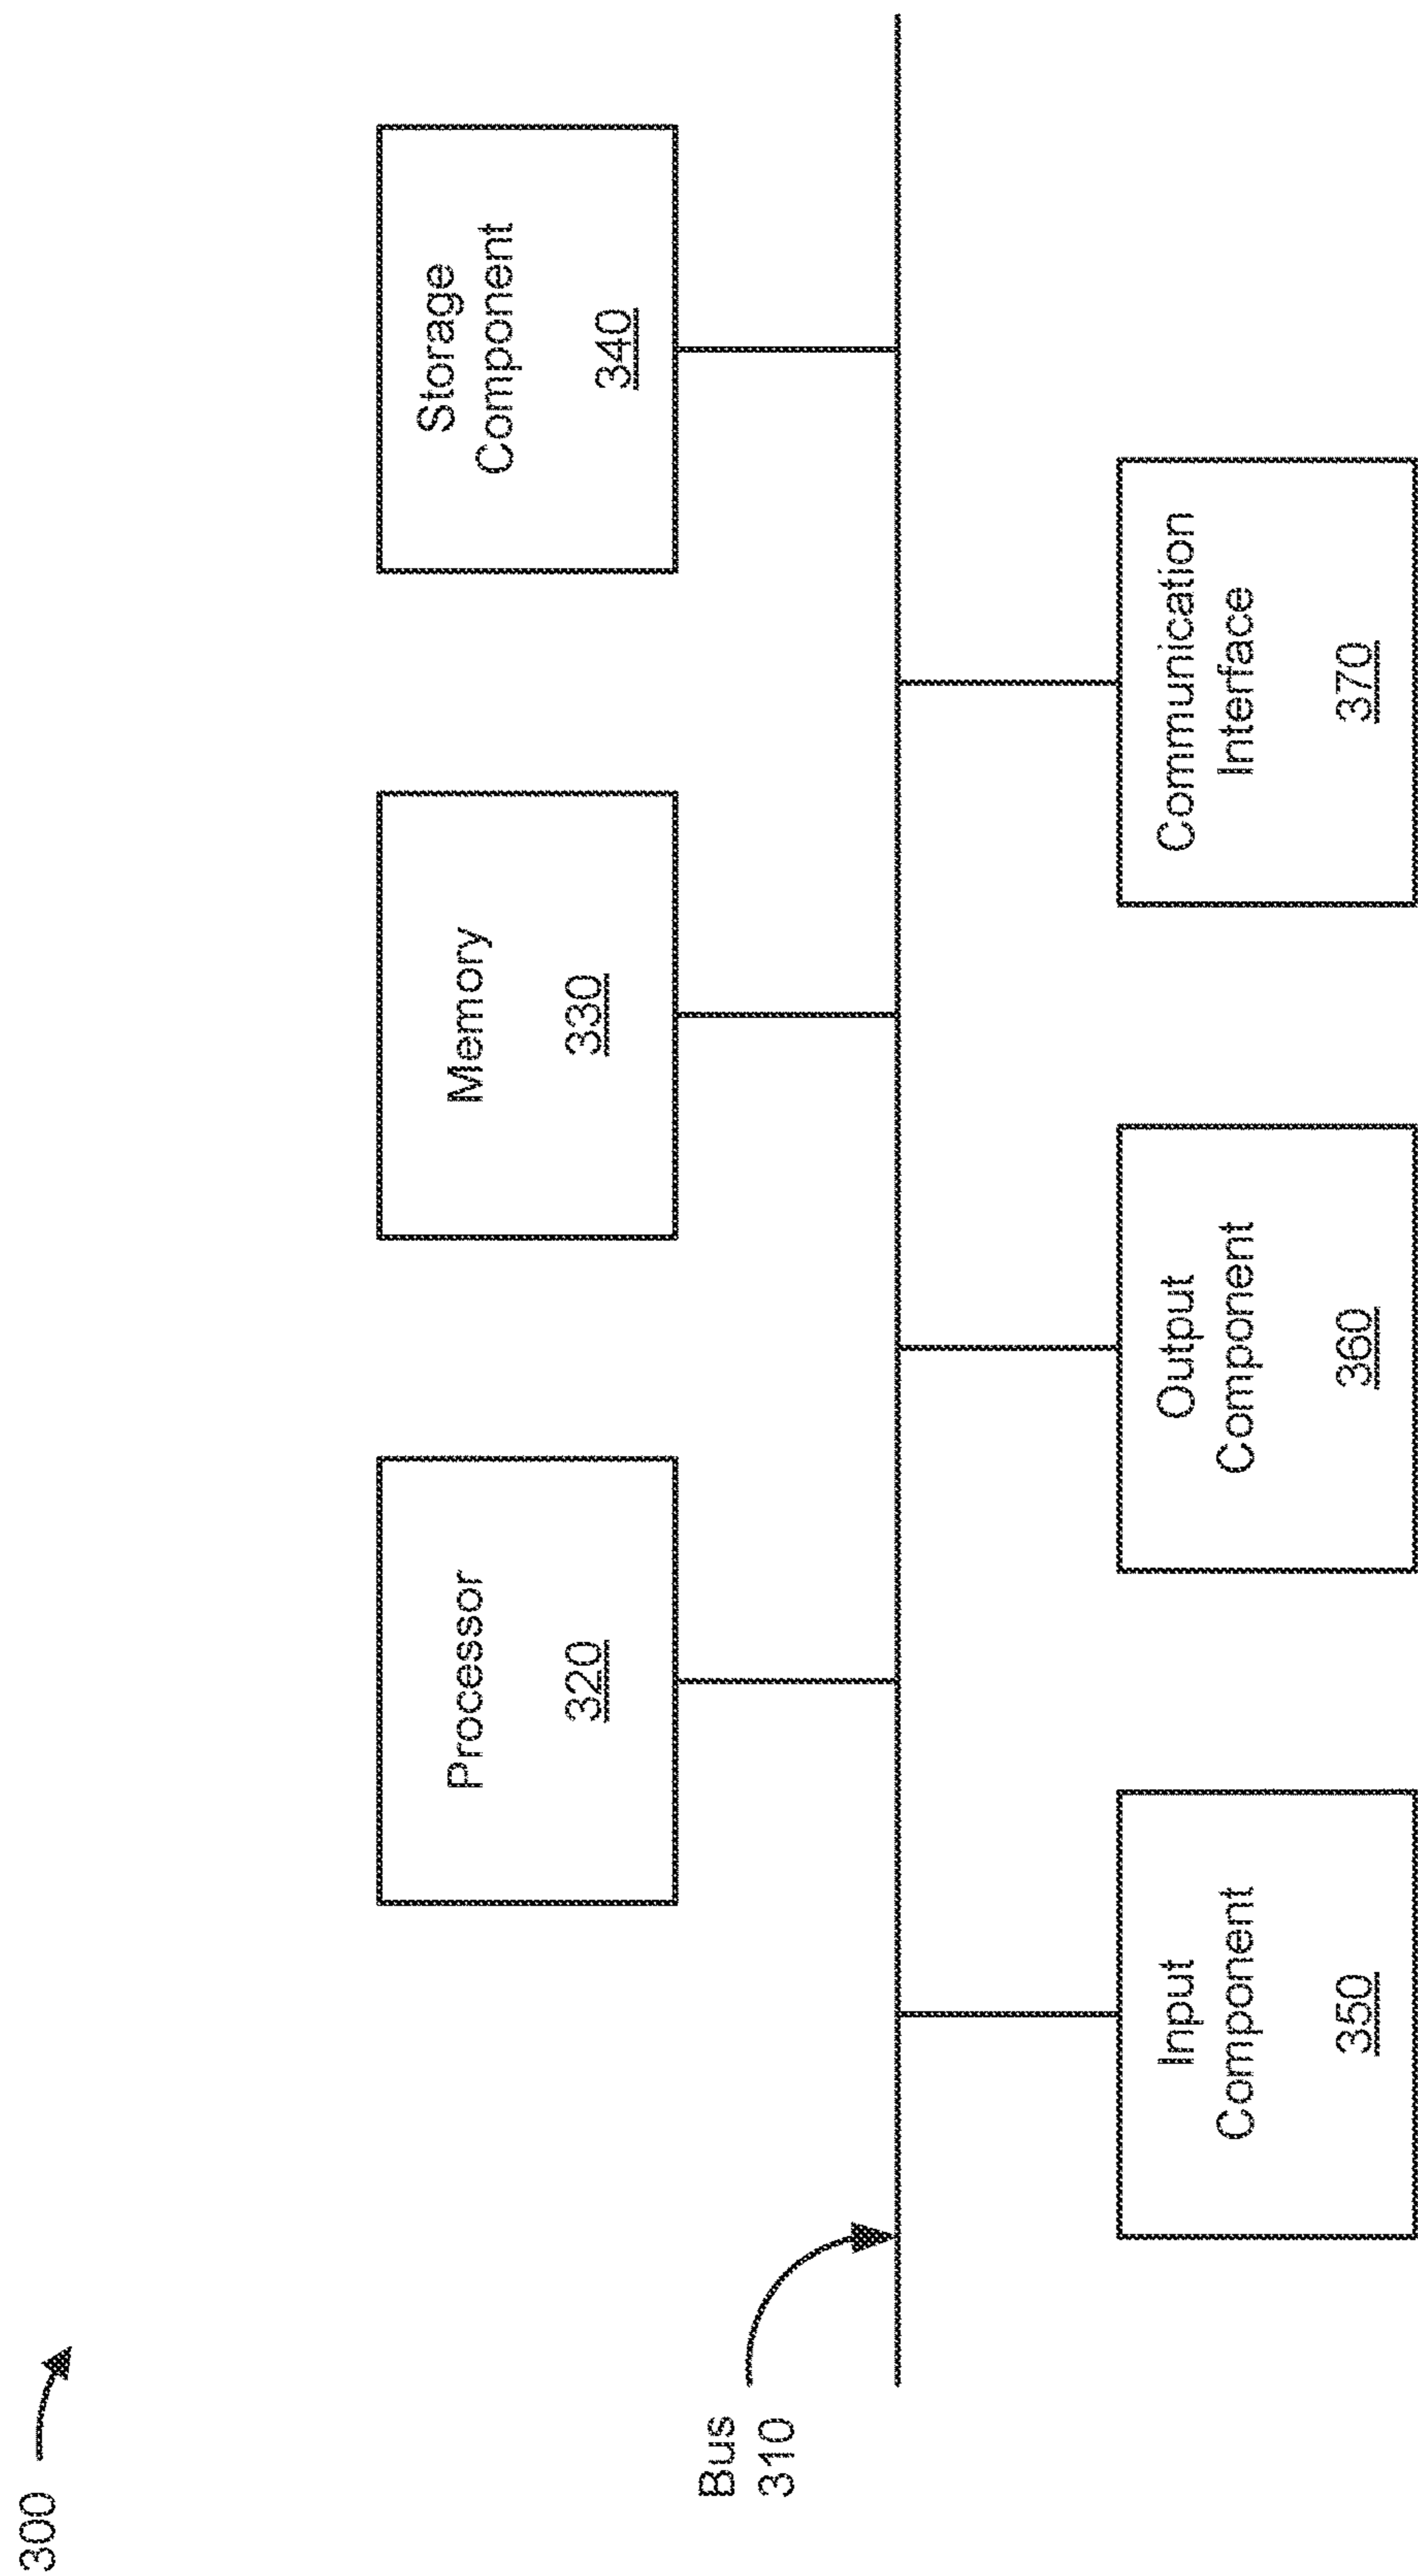 300
Processor
320
Memory
330
Storage
Component
340
Bus
310
Input
Component
350
Output
Component
360
Communication
Interface
370